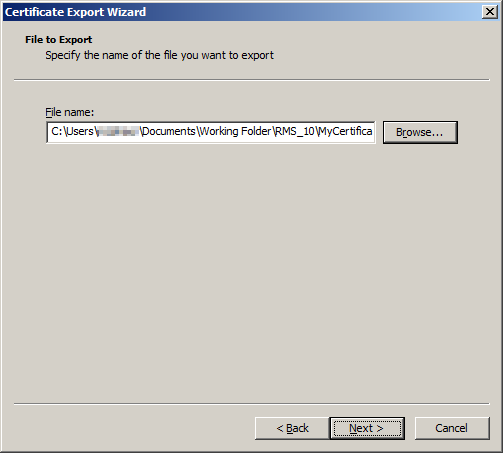 Certificate Export Wizard
File to Export
Specify the name of the file you want to export
File name:
C:\Users\ \Documents\Working Folder\RMS_10\MyCertifica
Browse...
< Back
Next >
Cancel